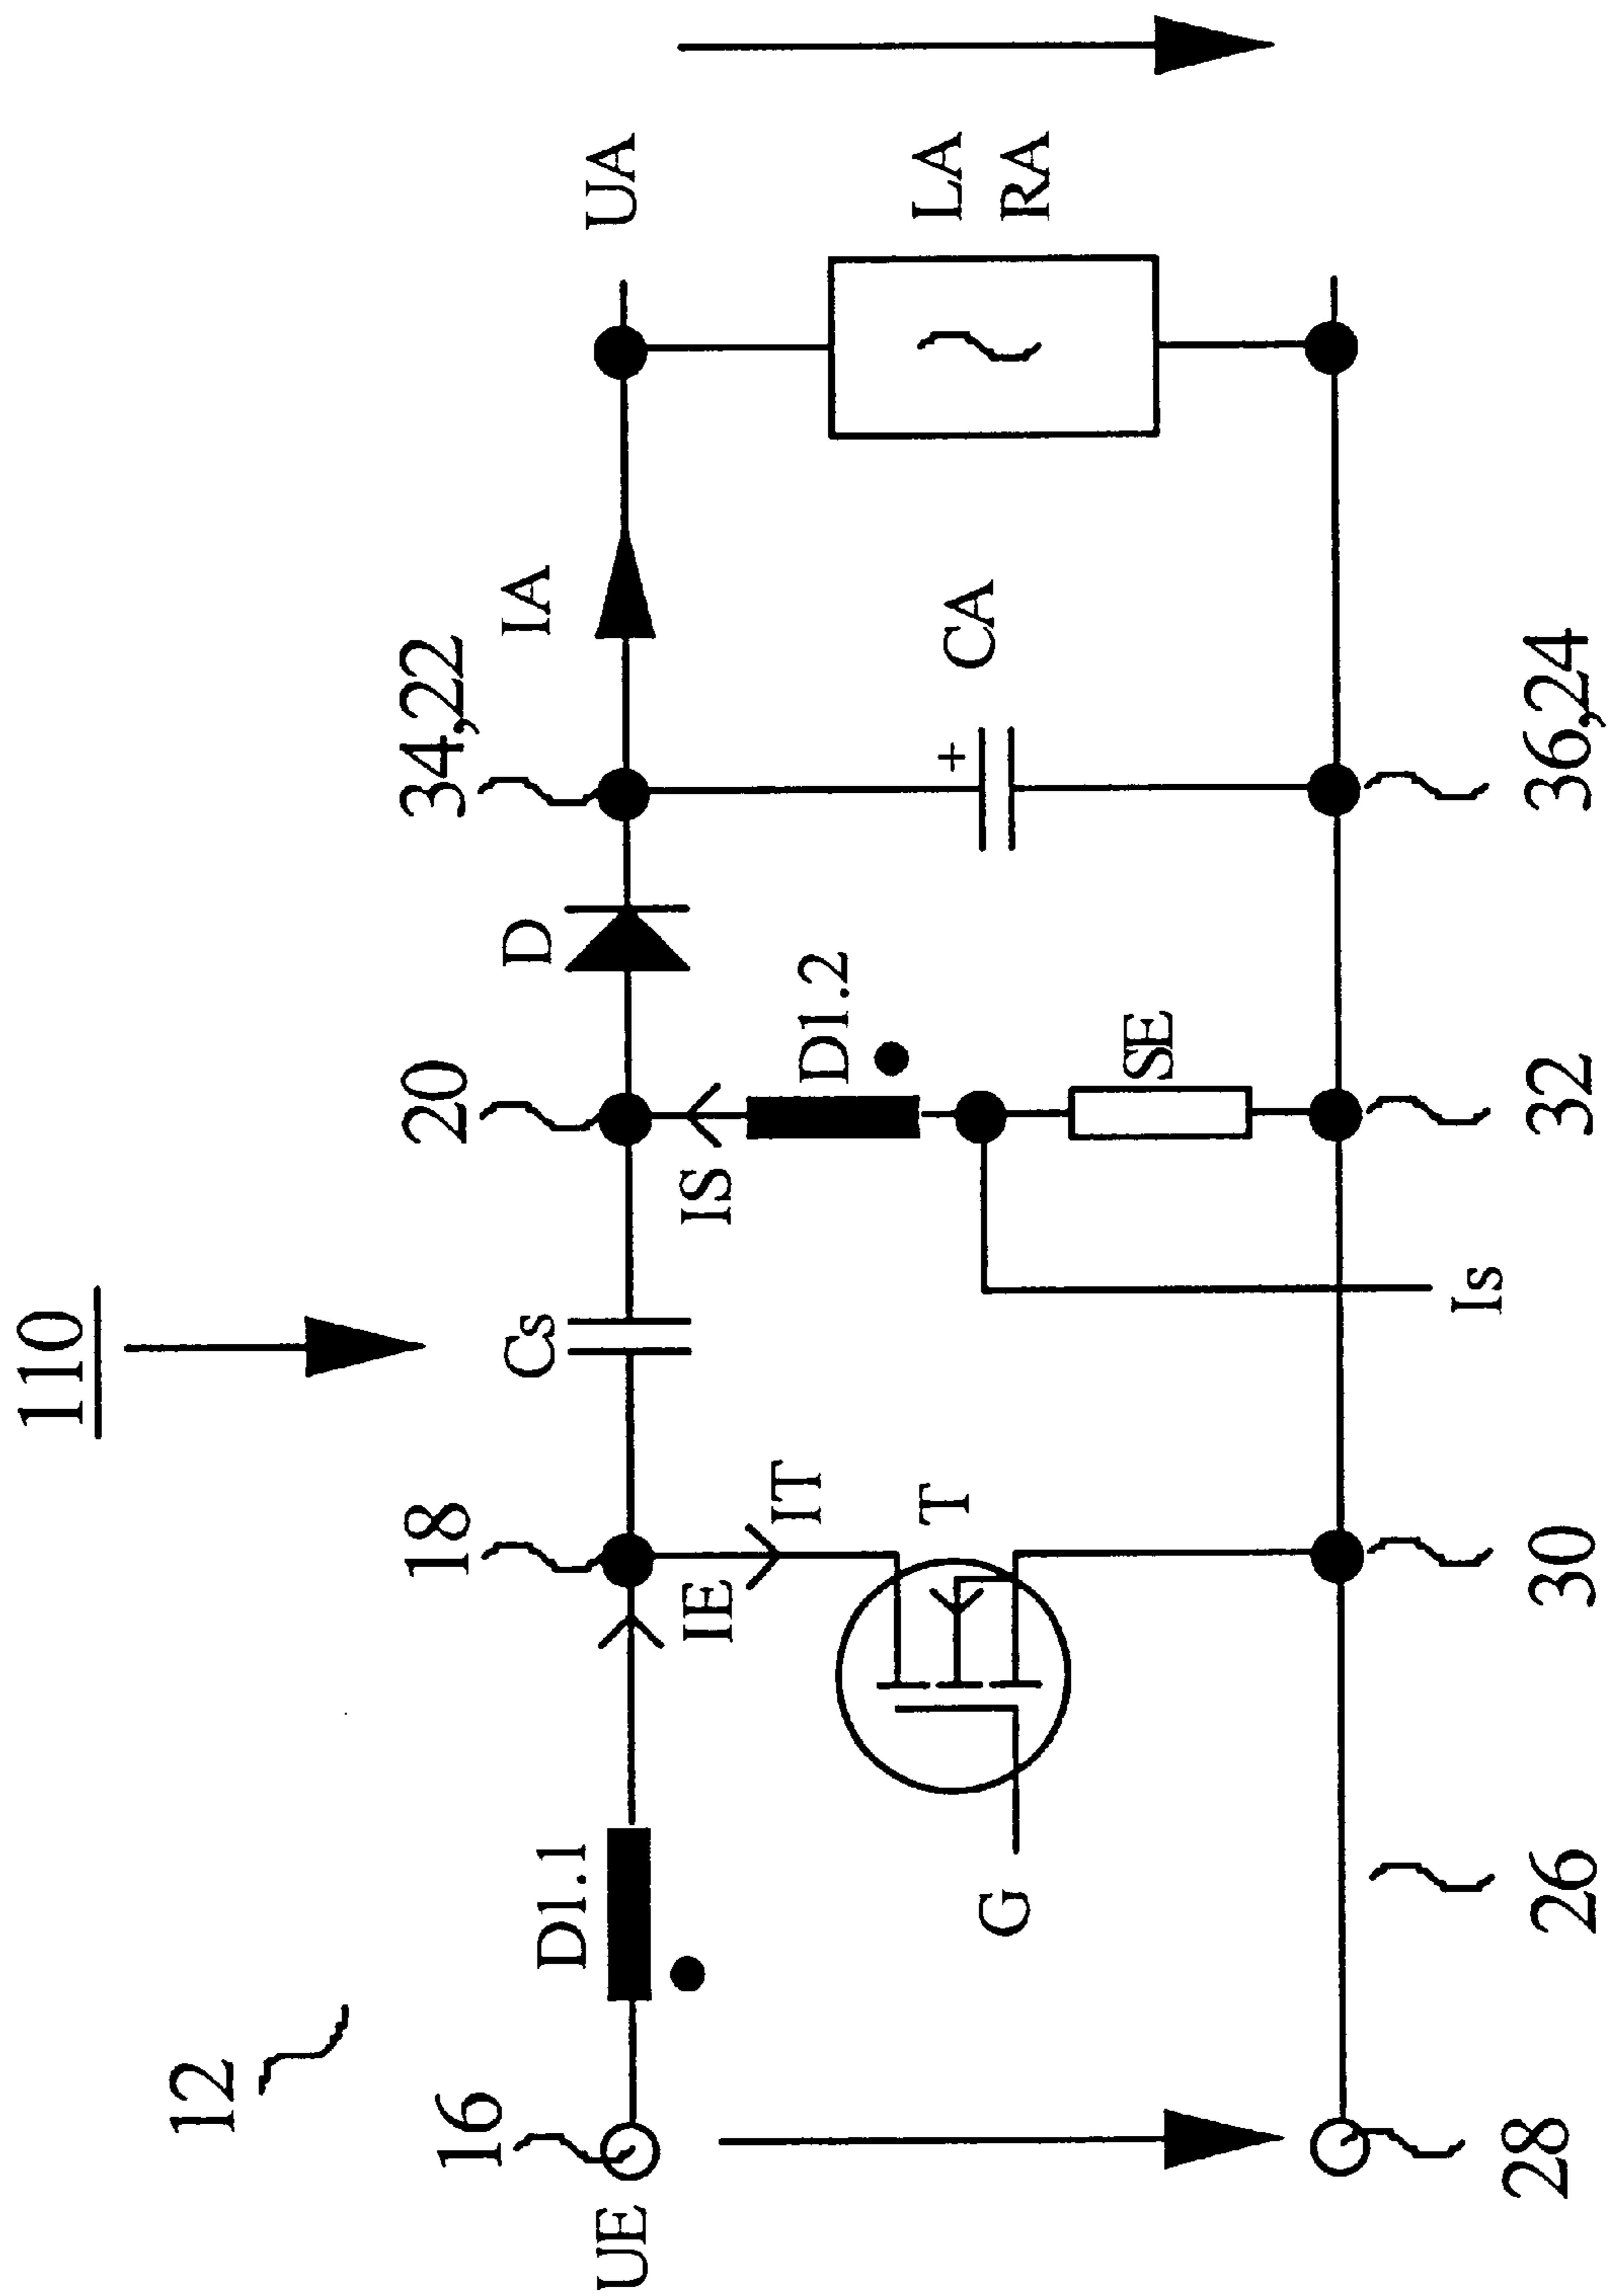 110
12
16
18
20
34,22
UE
D1.1
IE
IT
Cs
IS
D
IA
UA
D1.2
T
G
SE
+
CA
LA
RA
Is
28
26
30
32
36,24